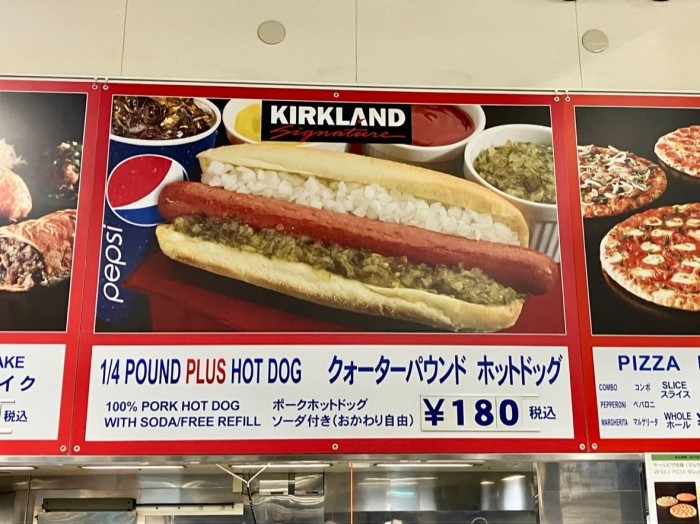 KIRKLAND
Signature
pepsi
AKE
イク
税込
1/4 POUND PLUS HOT DOG クォーターパウンド ホットドッグ
100% PORK HOT DOG ポークホットドッグ
WITH SODA/FREE REFILL ソーダ付き(おかわり自由)
¥180 税込
PIZZA
COMBO コンボ SLICE
スライス
PEPPERONI ペパロニ
MARGHERITA マルゲリータ WHOLE
ホール